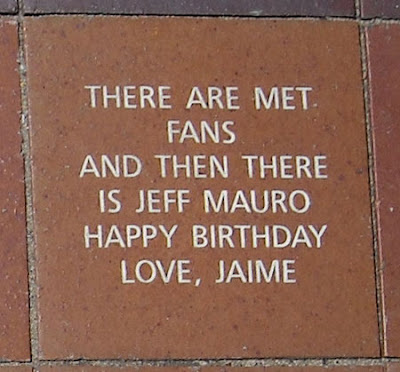 THERE ARE MET
FANS
AND THEN THERE
IS JEFF MAURO
HAPPY BIRTHDAY
LOVE, JAIME